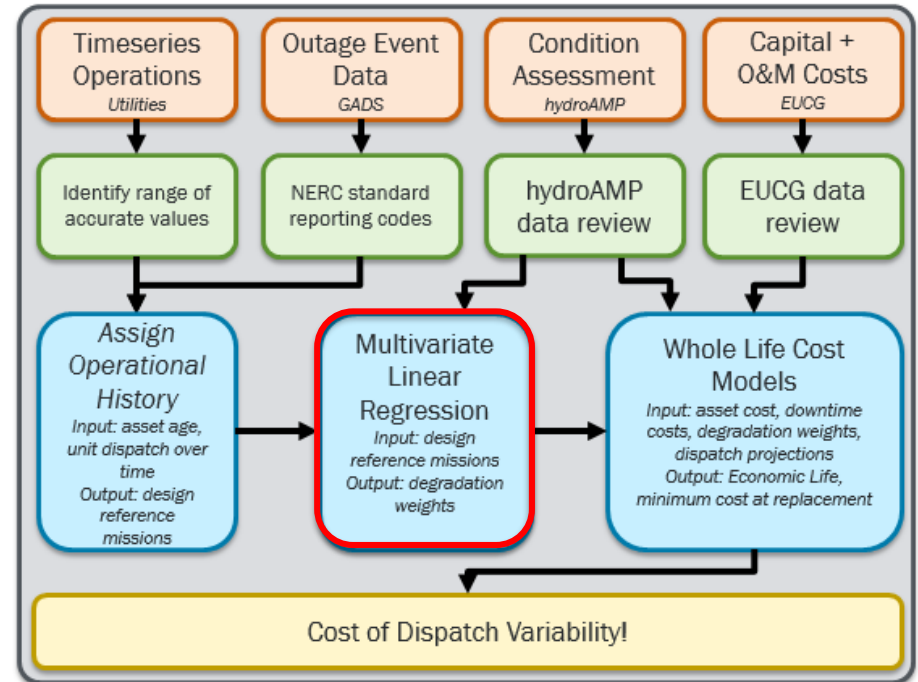 Timeseries
Operations
Utilities
Outage Event
Data
GADS
Condition
Assessment
hydroAMP
Capital +
O&M Costs
EUCG
Identify range of
accurate values
NERC standard
reporting codes
hydroAMP
data review
EUCG data
review
Assign
Operational
History
Input: asset age,
unit dispatch over
time
Output: design
reference
missions
Multivariate
Linear
Regression
Input: design
reference missions
Output: degradation
weights
Whole Life Cost
Models
Input: asset cost, downtime
costs, degradation weights,
dispatch projections
Output: Economic Life,
minimum cost at replacement
Cost of Dispatch Variability!